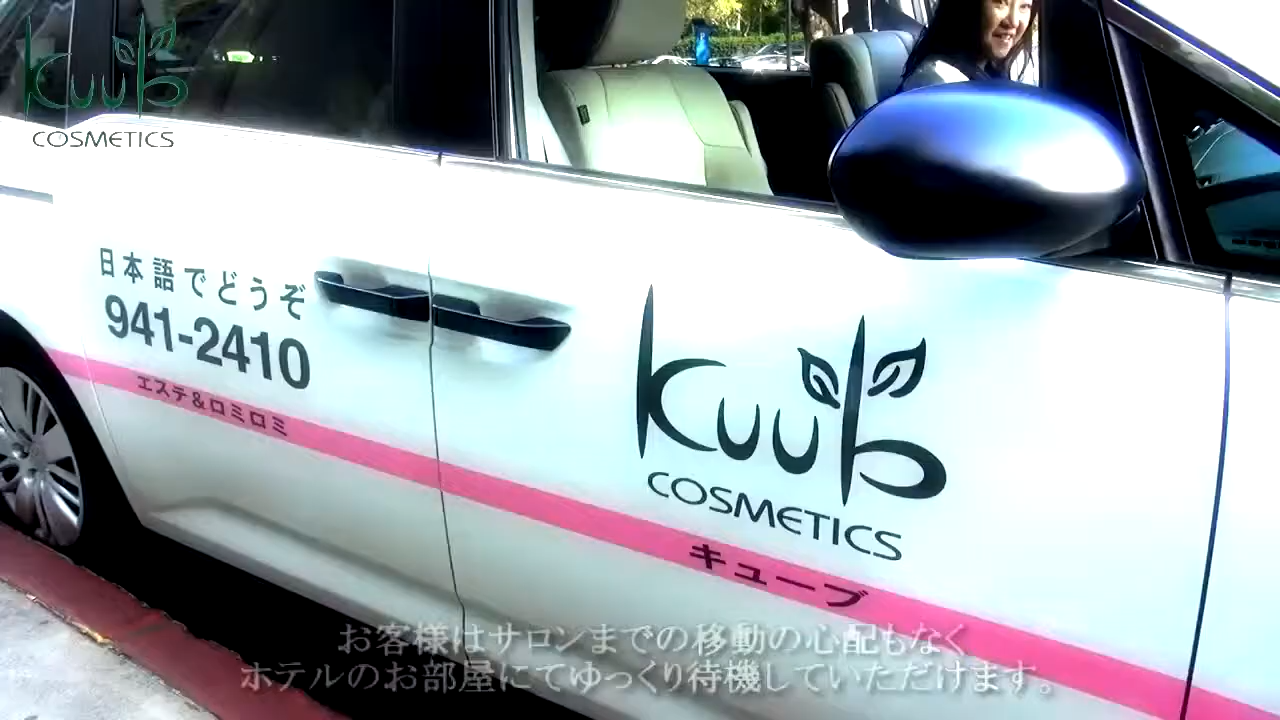 Kuub
COSMETICS
日本語でどうぞ
941-2410
エステ&ロミロミ
Kuub
COSMETICS
キューブ
お客様はサロンまでの移動の心配もなく
ホテルのお部屋にてゆっくり待機していただけます。